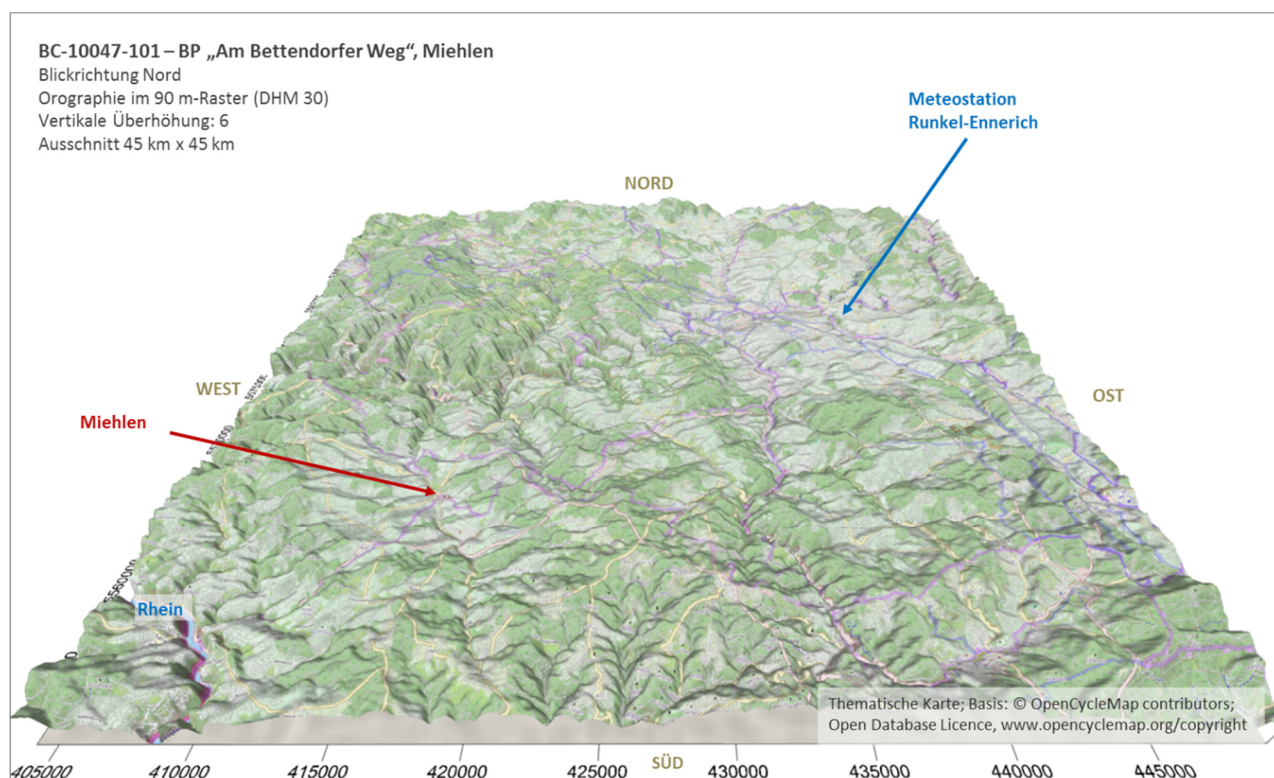 BC-10047-101 – BP „Am Bettendorfer Weg“, Miehlen
Blickrichtung Nord
Orographie im 90 m-Raster (DHM 30)
Vertikale Überhöhung: 6
Ausschnitt 45 km x 45 km
Meteostation
Runkel-Ennerich
NORD
WEST
OST
Miehlen
5560000
Rhein
Thematische Karte; Basis: © OpenCycleMap contributors;
Open Database Licence, www.opencyclemap.org/copyright
SÜD
405000 410000 415000 420000 425000 430000 435000 440000 445000